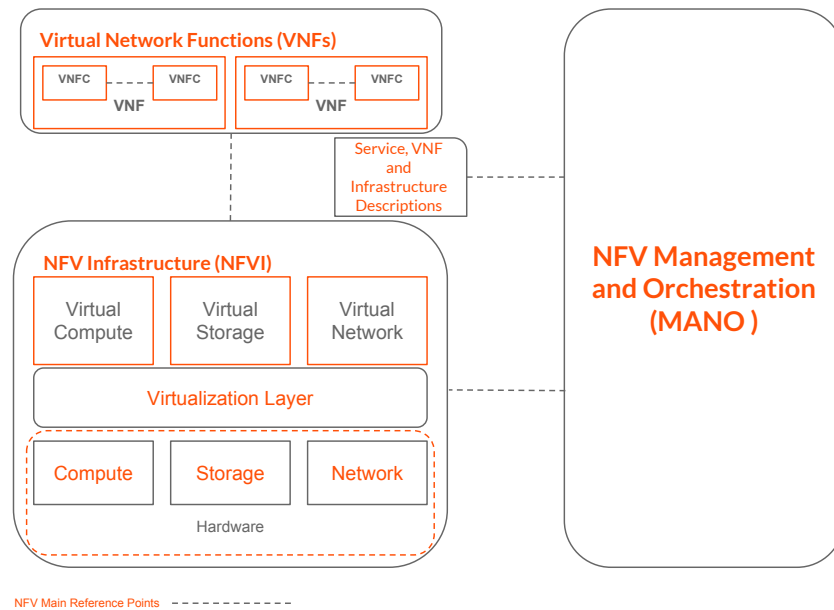 Virtual Network Functions (VNFs)
VNFC
VNFC
VNF
VNFC
VNFC
VNF
Service, VNF
and
Infrastructure
Descriptions
NFV Management
and Orchestration
(MANO )
NFV Infrastructure (NFVI)
Virtual
Compute
Virtual
Storage
Virtual
Network
Virtualization Layer
Compute
Storage
Network
Hardware
NFV Main Reference Points